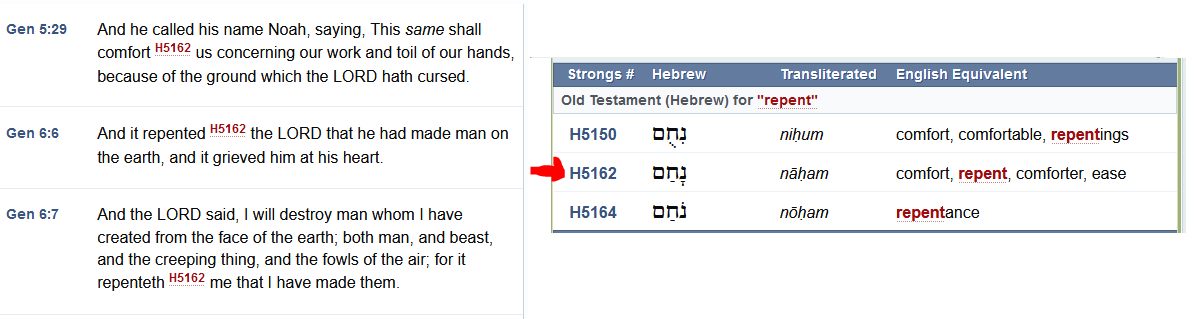 Gen 5:29 And he called his name Noah, saying, This same shall
comfort H5162 us concerning our work and toil of our hands,
because of the ground which the LORD hath cursed.
Gen 6:6 And it repented H5162 the LORD that he had made man on
the earth, and it grieved him at his heart.
Gen 6:7 And the LORD said, I will destroy man whom I have
created from the face of the earth; both man, and beast,
and the creeping thing, and the fowls of the air; for it
repenteth H5162 me that I have made them.
Strongs # Hebrew Transliterated English Equivalent
Old Testament (Hebrew) for "repent"
H5150 נִחֻם niḥum comfort, comfortable, repentings
H5162 נָחַם nāḥam comfort, repent, comforter, ease
H5164 נֹחַם nōḥam repentance